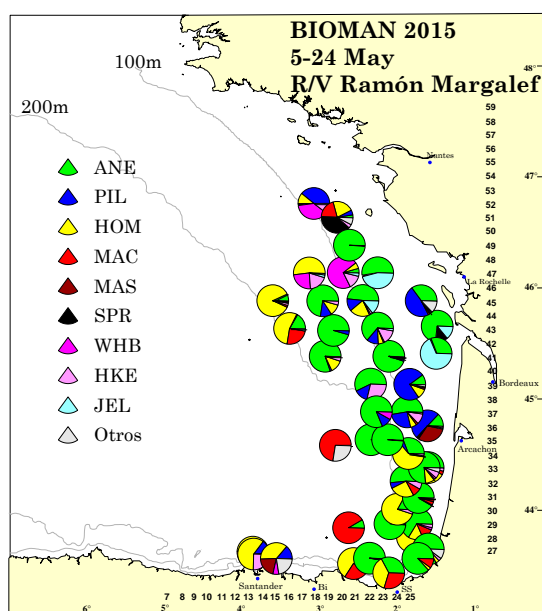 BIOMAN 2015
5-24 May
R/V Ramón Margalef
100m
200m
48°
59
58
57
56
Nantes
55
54
53
47°
52
51
50
49
48
La Rochelle
47
46
46°
45
44
43
42
41
40
Bordeaux
39
45°
38
37
36
Arcachon
35
34
33
32
31
44°
30
29
28
27
ANE
PIL
HOM
MAC
MAS
SPR
WHB
HKE
JEL
Otros
Santander
Bi
SS
7 8 9 10 11 12 13 14 15 16 17 18 19 20 21 22 23 24 25
6° 5° 4° 3° 2° 1°